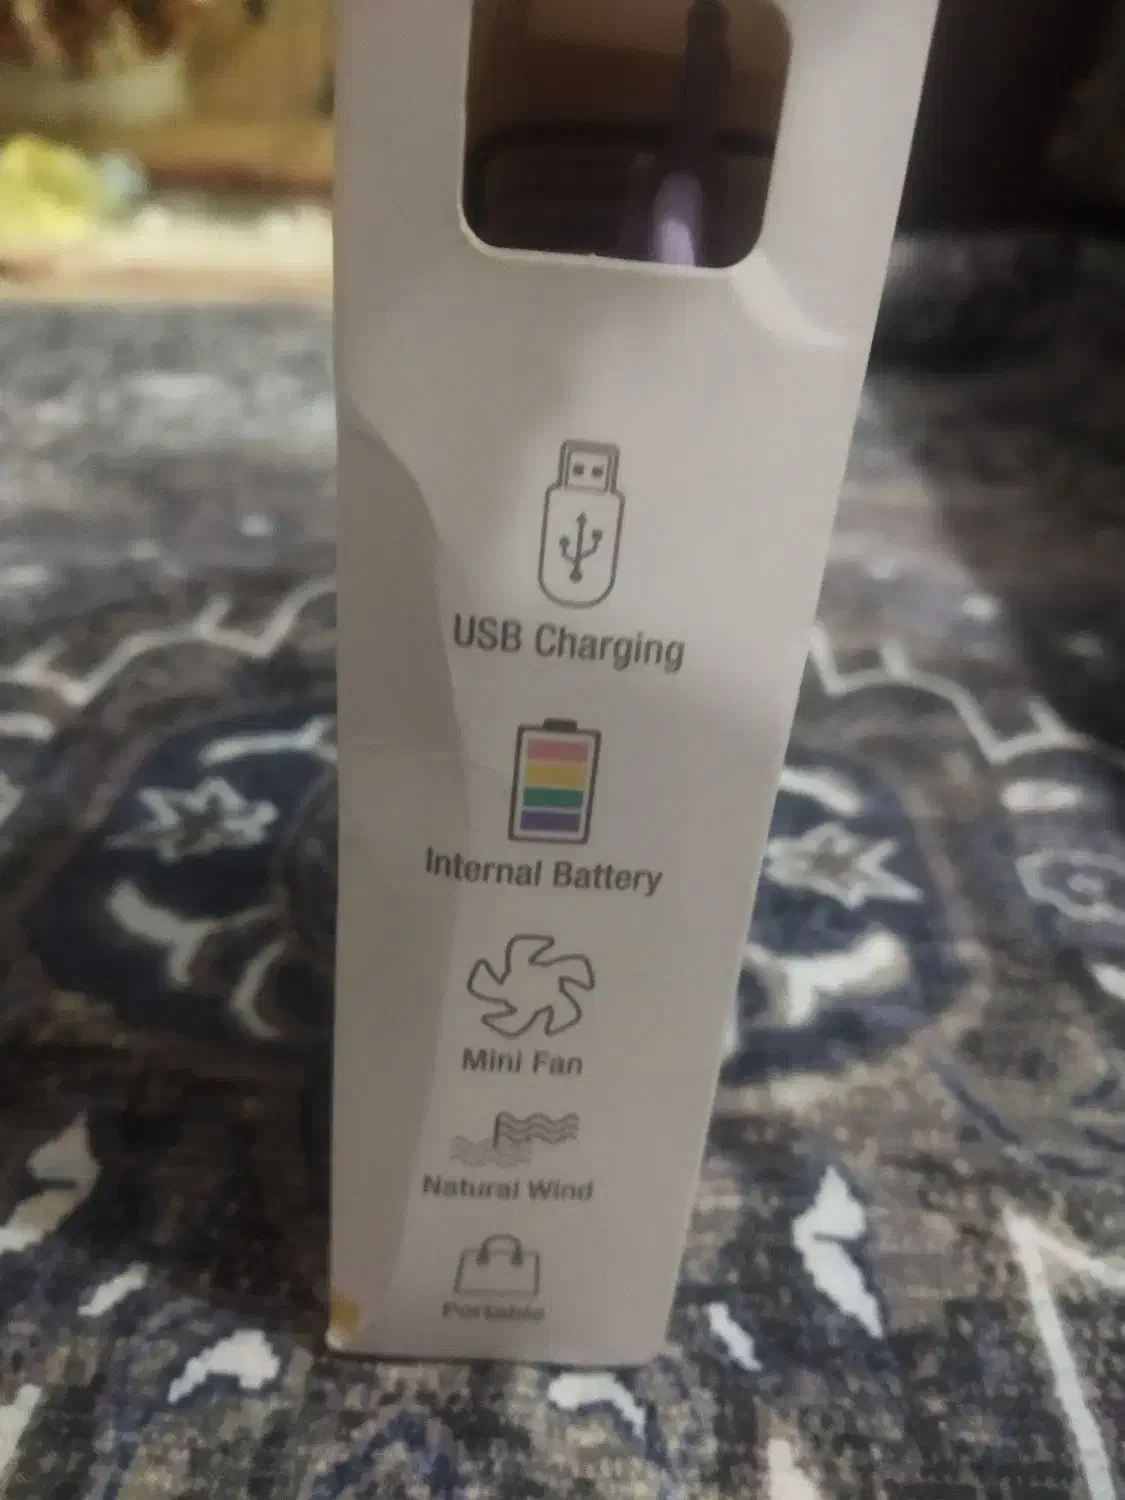 USB Charging
Internal Battery
Mini Fan
Natural Wind
Portable